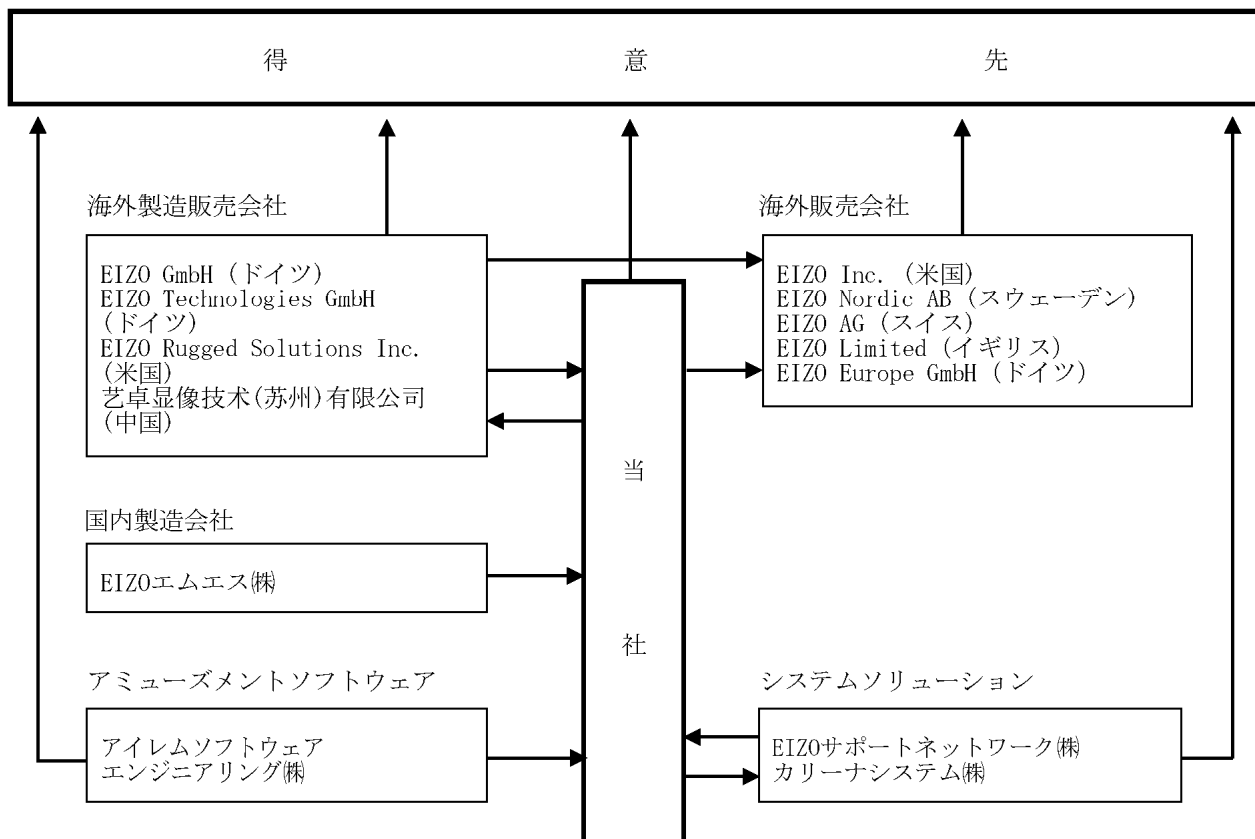 得意先
海外製造販売会社
EIZO GmbH (ドイツ)
EIZO Technologies GmbH
(ドイツ)
EIZO Rugged Solutions Inc.
(米国)
艺卓显像技术(苏州)有限公司
(中国)
海外販売会社
EIZO Inc. (米国)
EIZO Nordic AB (スウェーデン)
EIZO AG (スイス)
EIZO Limited (イギリス)
EIZO Europe GmbH (ドイツ)
当社
国内製造会社
EIZOエムエス㈱
アミューズメントソフトウェア
アイレムソフトウェア
エンジニアリング㈱
システムソリューション
EIZOサポートネットワーク㈱
カリーナシステム㈱